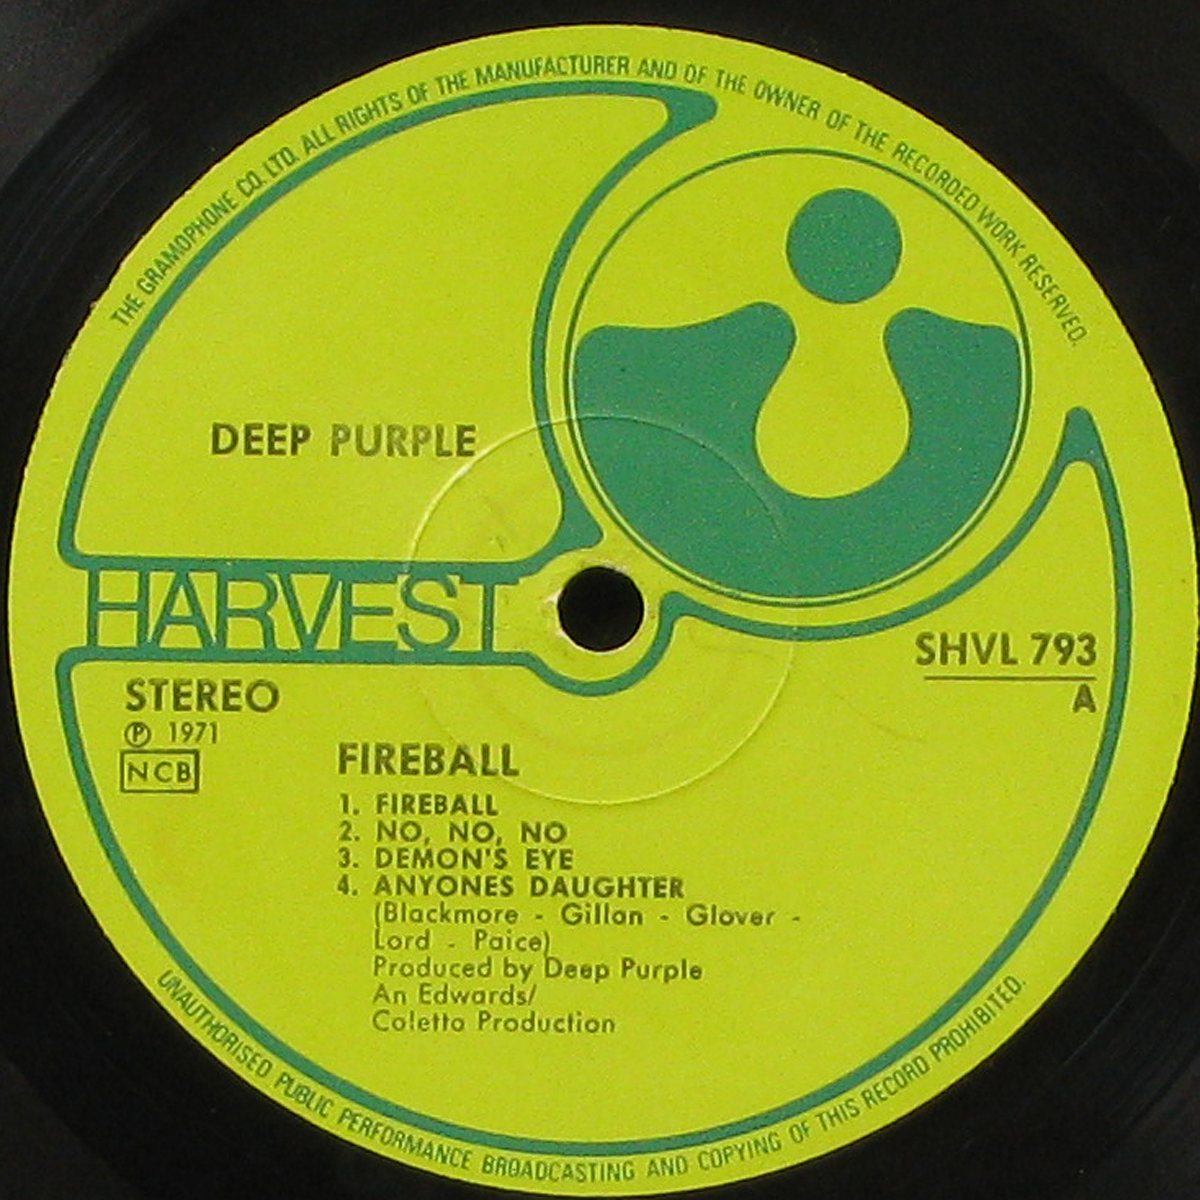 THE GRAMOPHONE CO. LTD. ALL RIGHTS OF THE MANUFACTURER AND OF THE OWNER OF THE RECORDED WORK RESERVED.
DEEP PURPLE
HARVEST
SHVL 793
A
STEREO
℗ 1971
NCB
FIREBALL
1. FIREBALL
2. NO, NO, NO
3. DEMON'S EYE
4. ANYONES DAUGHTER
(Blackmore - Gillan - Glover -
Lord - Paice)
Produced by Deep Purple
An Edwards/
Coletta Production
UNAUTHORISED PUBLIC PERFORMANCE BROADCASTING AND COPYING OF THIS RECORD PROHIBITED.